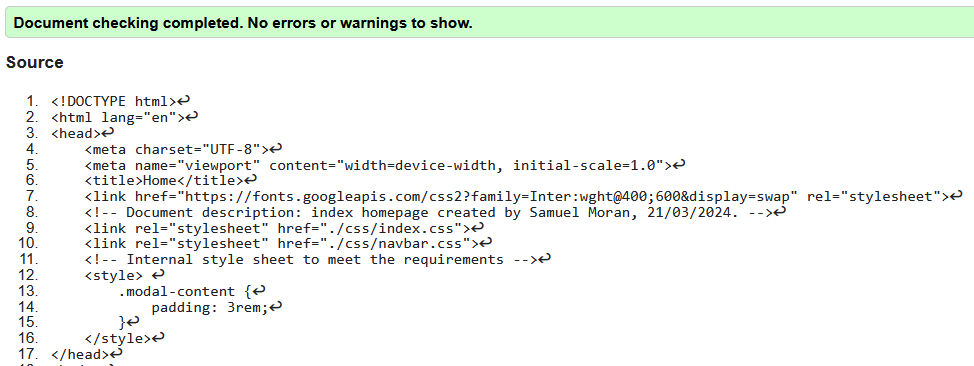 Document checking completed. No errors or warnings to show.
Source
1. <!DOCTYPE html>↩
2. <html lang="en">↩
3. <head>↩
4.     <meta charset="UTF-8">↩
5.     <meta name="viewport" content="width=device-width, initial-scale=1.0">↩
6.     <title>Home</title>↩
7.     <link href="https://fonts.googleapis.com/css2?family=Inter:wght@400;600&display=swap" rel="stylesheet">↩
8.     <!-- Document description: index homepage created by Samuel Moran, 21/03/2024. -->↩
9.     <link rel="stylesheet" href="./css/index.css">↩
10.     <link rel="stylesheet" href="./css/navbar.css">↩
11.     <!-- Internal style sheet to meet the requirements -->↩
12.     <style> ↩
13.         .modal-content {↩
14.             padding: 3rem;↩
15.         }↩
16.     </style>↩
17. </head>↩